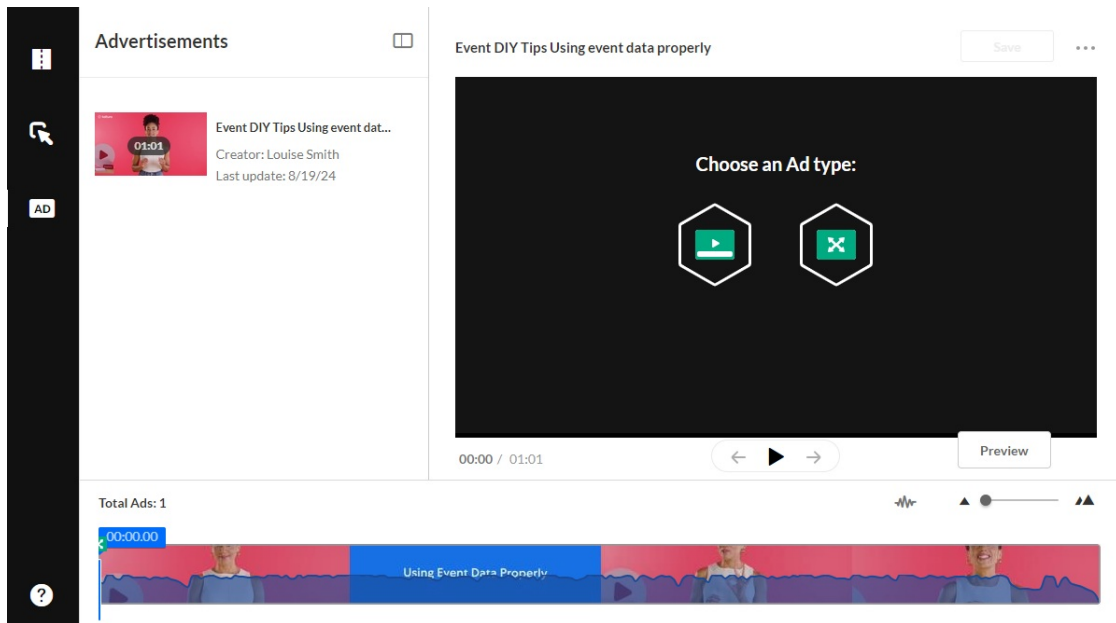 Advertisements
Event DIY Tips Using event data properly
Save
01:01
Event DIY Tips Using event dat...
Creator: Louise Smith
Last update: 8/19/24
AD
Choose an Ad type:
00:00 / 01:01
Preview
Total Ads: 1
00:00.00
Using Event Data Properly
?